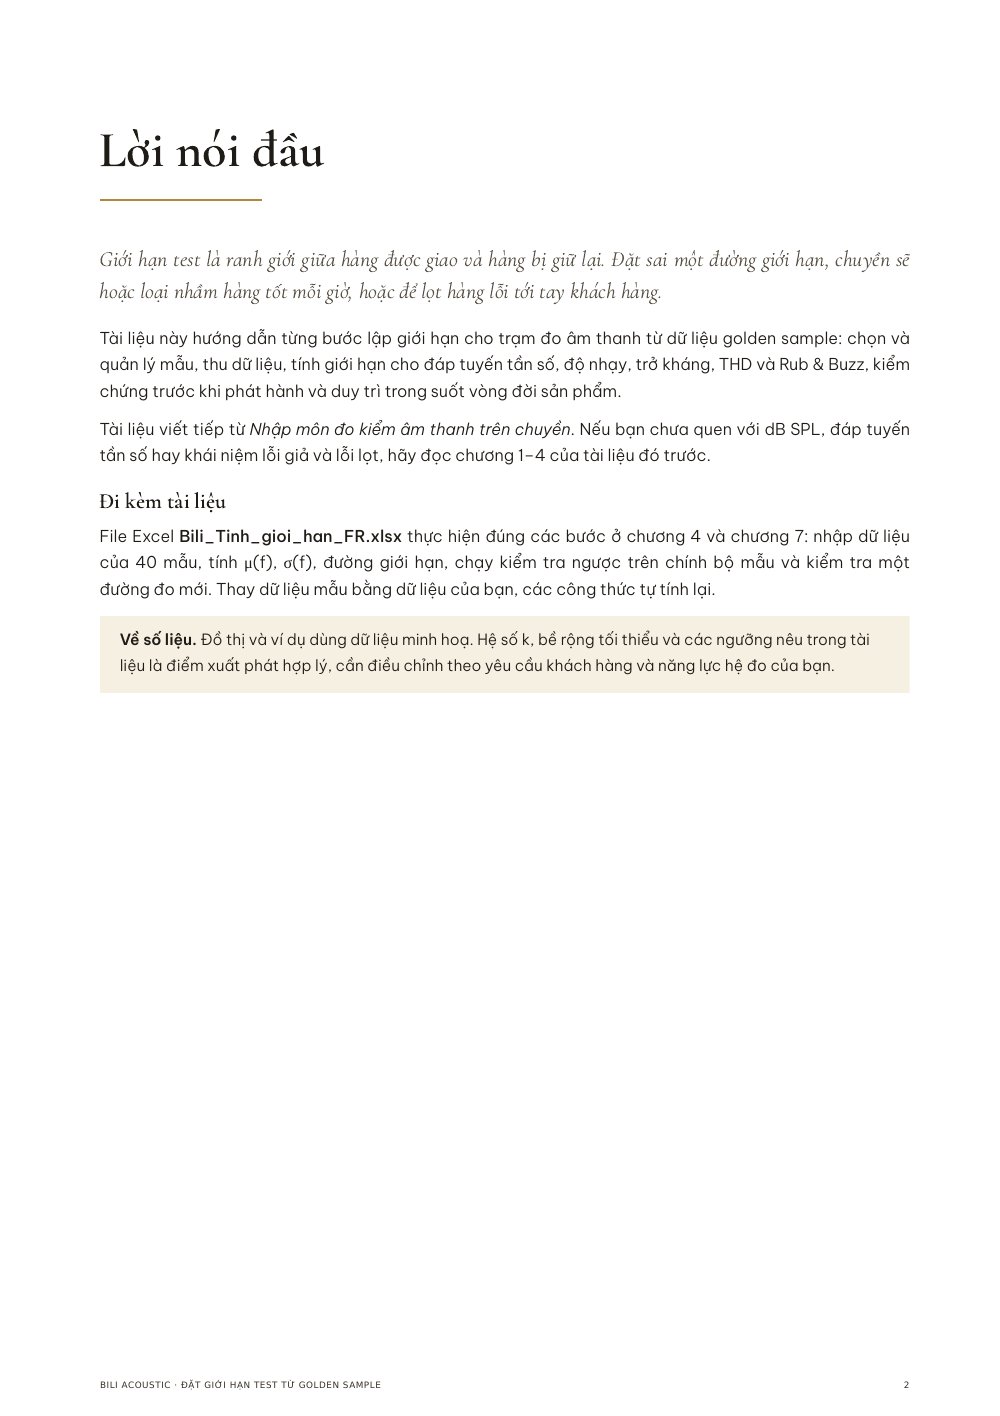 Lời nói đầu
Giới hạn test là ranh giới giữa hàng được giao và hàng bị giữ lại. Đặt sai một đường giới hạn, chuyền sẽ
hoặc loại nhầm hàng tốt mỗi giờ, hoặc để lọt hàng lỗi tới tay khách hàng.
Tài liệu này hướng dẫn từng bước lập giới hạn cho trạm đo âm thanh từ dữ liệu golden sample: chọn và
quản lý mẫu, thu dữ liệu, tính giới hạn cho đáp tuyến tần số, độ nhạy, trở kháng, THD và Rub & Buzz, kiểm
chứng trước khi phát hành và duy trì trong suốt vòng đời sản phẩm.
Tài liệu viết tiếp từ Nhập môn đo kiểm âm thanh trên chuyền. Nếu bạn chưa quen với dB SPL, đáp tuyến
tần số hay khái niệm lỗi giả và lỗi lọt, hãy đọc chương 1–4 của tài liệu đó trước.
Đi kèm tài liệu
File Excel Bili_Tinh_gioi_han_FR.xlsx thực hiện đúng các bước ở chương 4 và chương 7: nhập dữ liệu
của 40 mẫu, tính μ(f), σ(f), đường giới hạn, chạy kiểm tra ngược trên chính bộ mẫu và kiểm tra một
đường đo mới. Thay dữ liệu mẫu bằng dữ liệu của bạn, các công thức tự tính lại.
Về số liệu. Đồ thị và ví dụ dùng dữ liệu minh hoạ. Hệ số k, bề rộng tối thiểu và các ngưỡng nêu trong tài
liệu là điểm xuất phát hợp lý, cần điều chỉnh theo yêu cầu khách hàng và năng lực hệ đo của bạn.
BILI ACOUSTIC · ĐẶT GIỚI HẠN TEST TỪ GOLDEN SAMPLE
2